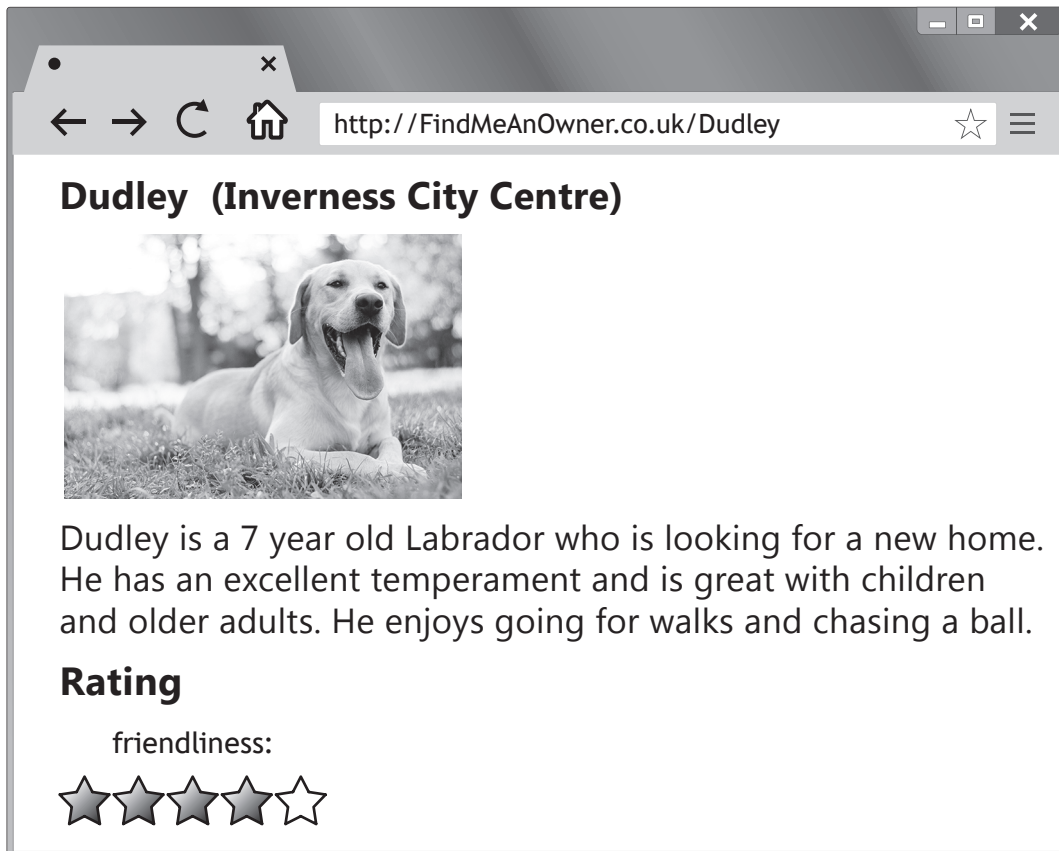 http://FindMeAnOwner.co.uk/Dudley
Dudley (Inverness City Centre)
Dudley is a 7 year old Labrador who is looking for a new home.
He has an excellent temperament and is great with children
and older adults. He enjoys going for walks and chasing a ball.
Rating
friendliness: